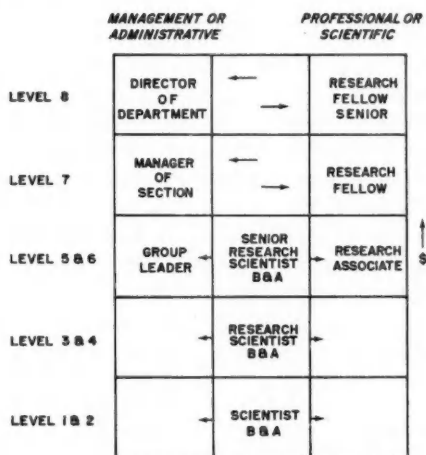 MANAGEMENT OR
ADMINISTRATIVE
PROFESSIONAL OR
SCIENTIFIC
LEVEL 8
DIRECTOR
OF
DEPARTMENT
RESEARCH
FELLOW
SENIOR
LEVEL 7
MANAGER
OF
SECTION
RESEARCH
FELLOW
LEVEL 5 & 6
GROUP
LEADER
SENIOR
RESEARCH
SCIENTIST
B & A
RESEARCH
ASSOCIATE
$
LEVEL 3 & 4
RESEARCH
SCIENTIST
B & A
LEVEL 1 & 2
SCIENTIST
B & A